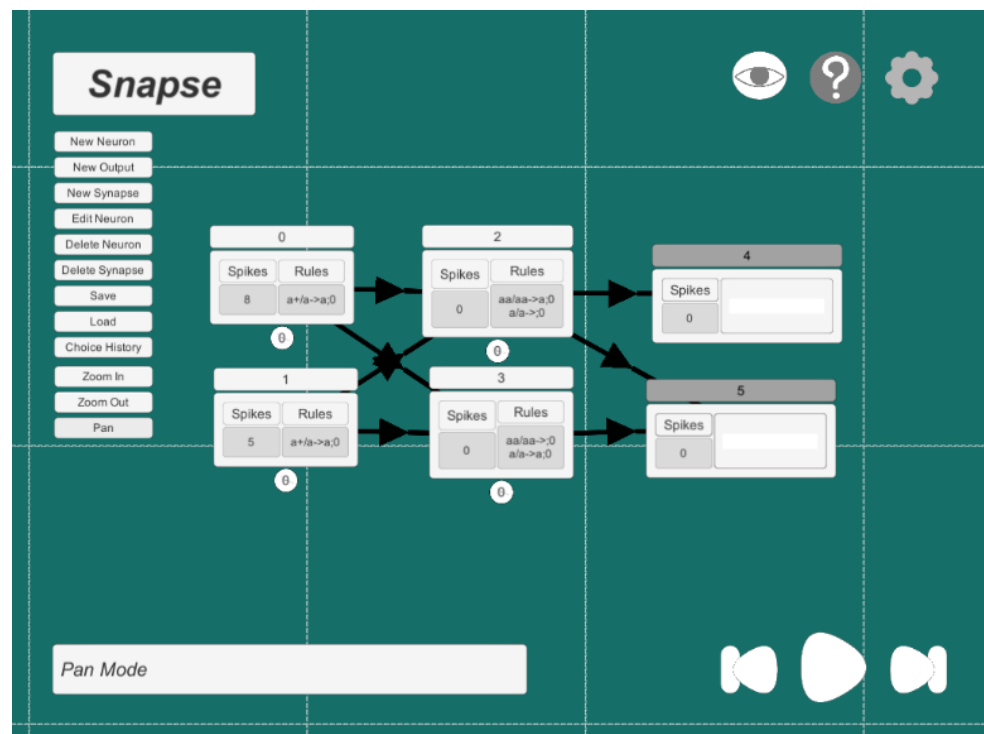 Snapse
?
New Neuron
New Output
New Synapse
Edit Neuron
Delete Neuron
Delete Synapse
Save
Load
Choice History
Zoom In
Zoom Out
Pan
0
Spikes Rules
8 a+/a->a;0
0
1
Spikes Rules
5 a+/a->a;0
0
2
Spikes Rules
0 aa/aa->a;0
a/a->;0
0
3
Spikes Rules
0 aa/aa->;0
a/a->a;0
0
4
Spikes
0
5
Spikes
0
Pan Mode